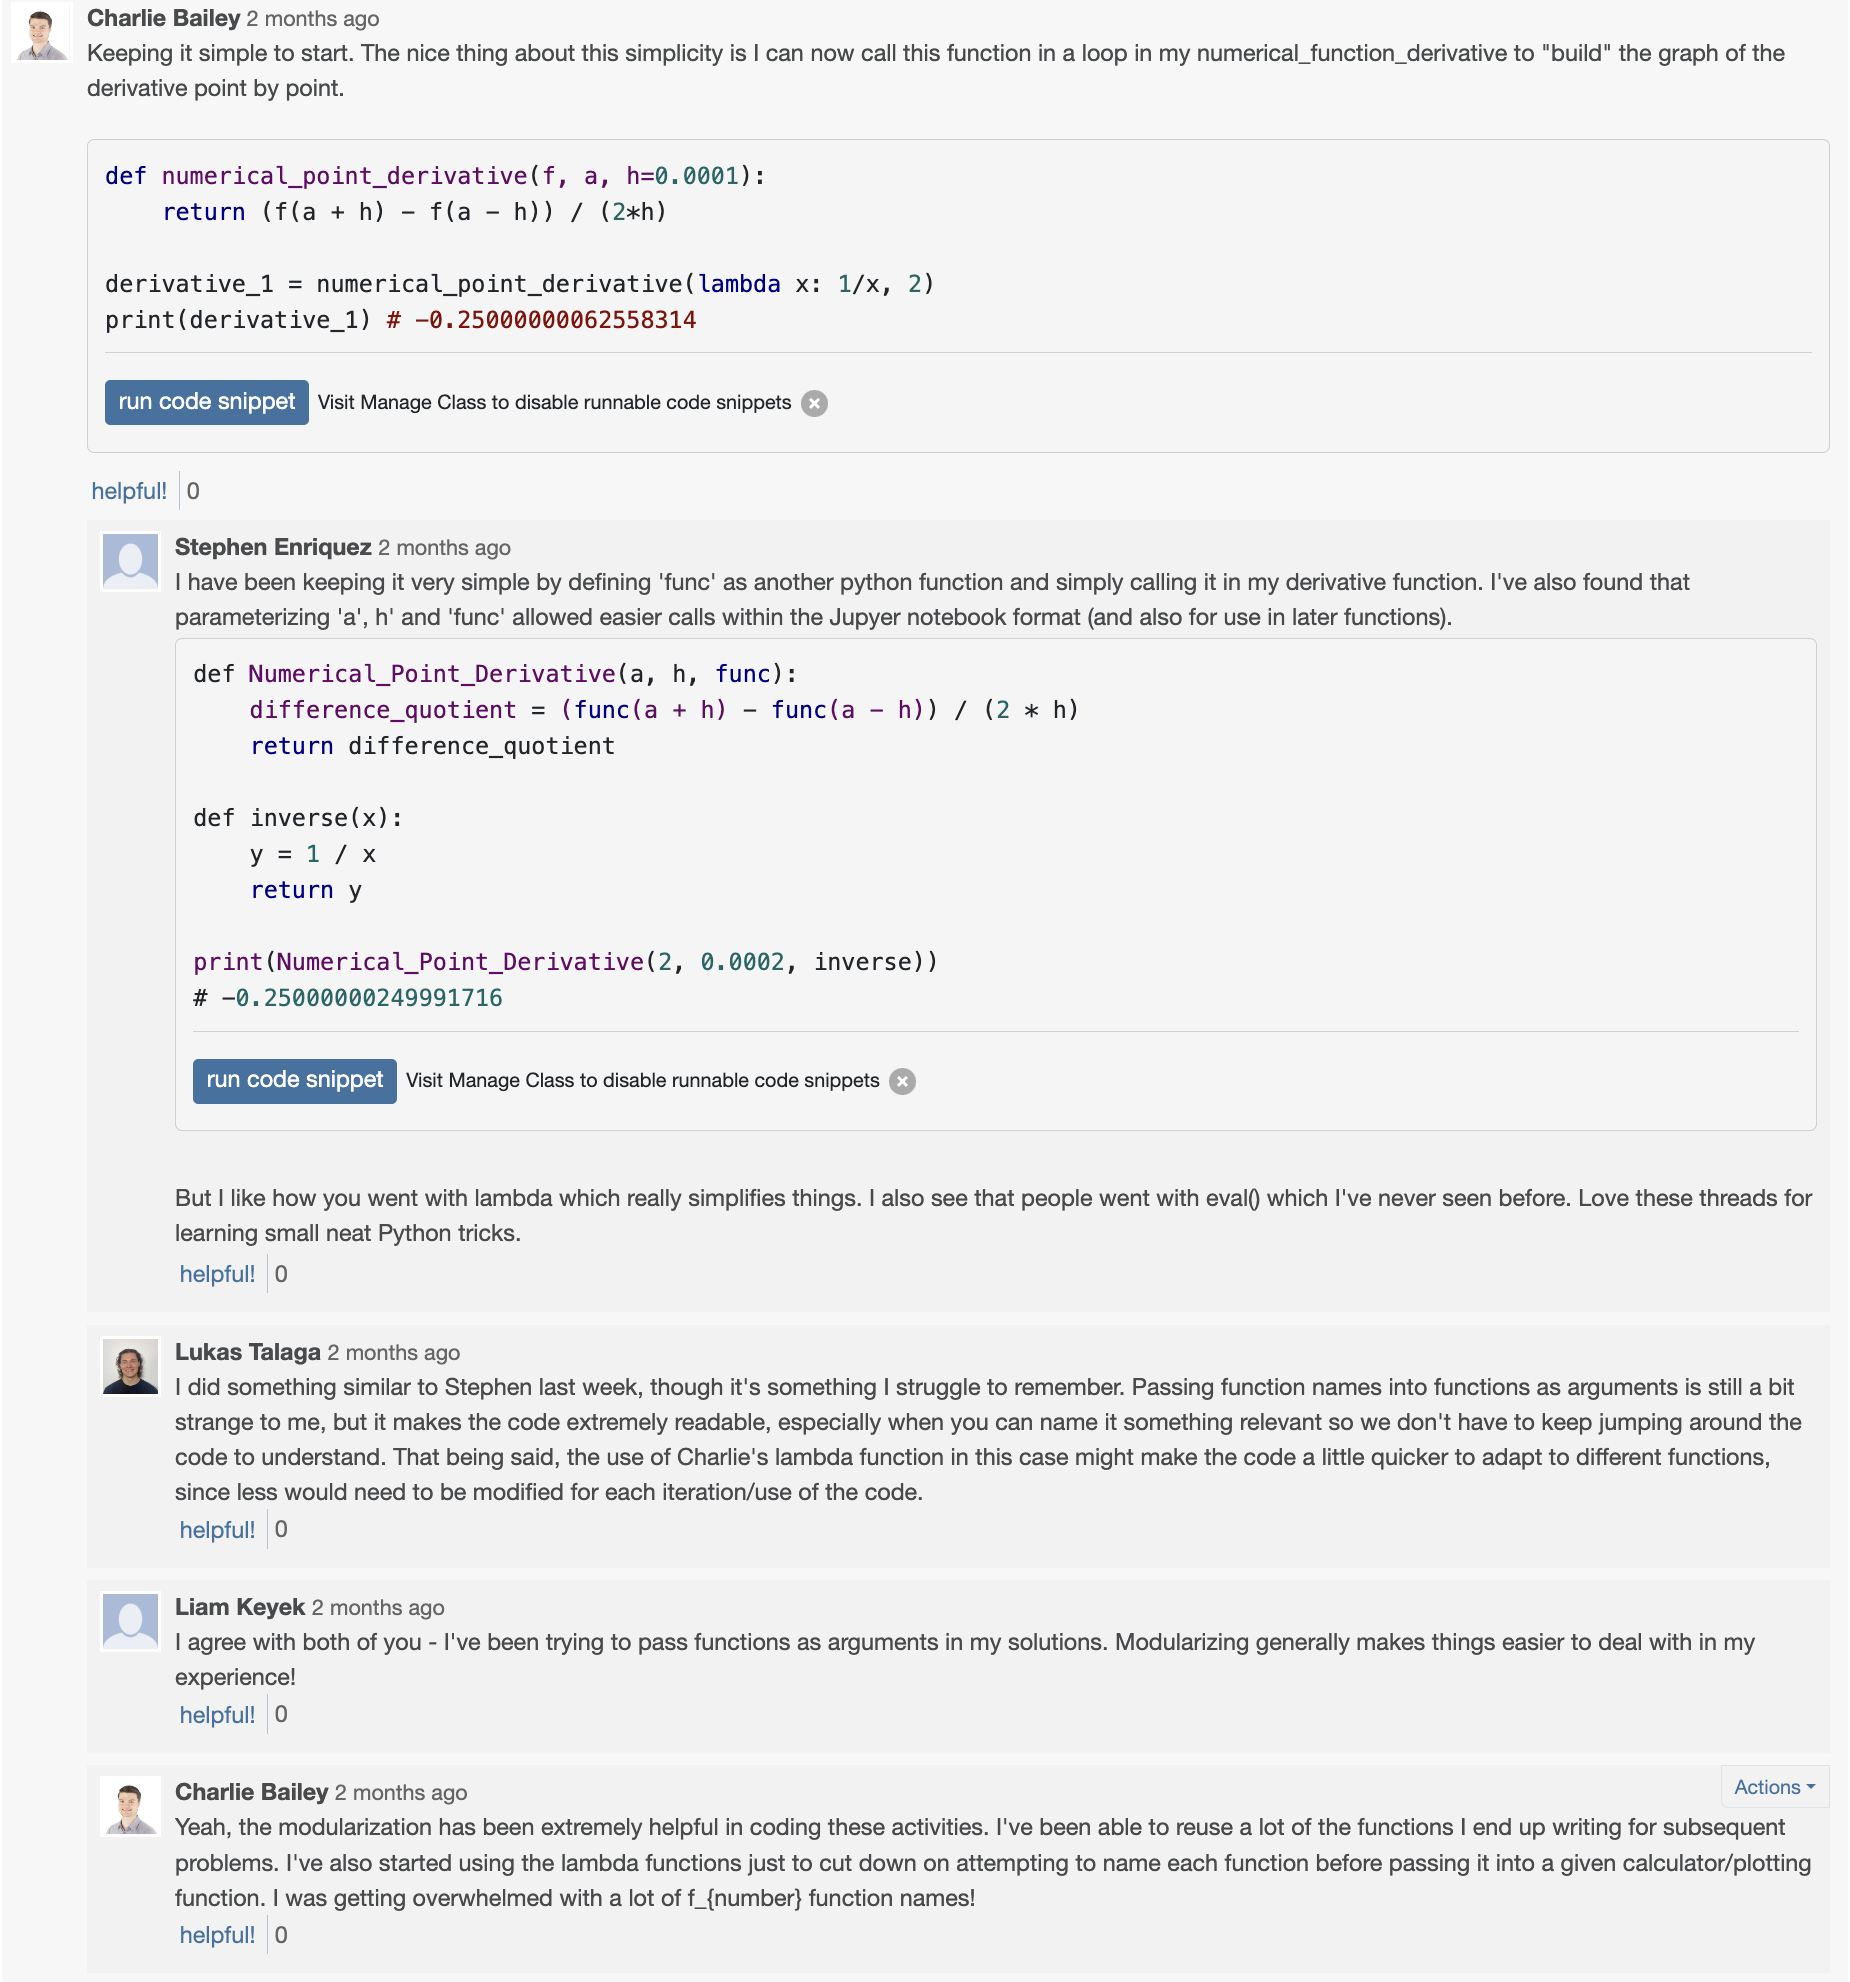 Charlie Bailey 2 months ago
Keeping it simple to start. The nice thing about this simplicity is I can now call this function in a loop in my numerical_function_derivative to "build" the graph of the
derivative point by point.
def numerical_point_derivative(f, a, h=0.0001):
    return (f(a + h) − f(a − h)) / (2*h)
derivative_1 = numerical_point_derivative(lambda x: 1/x, 2)
print(derivative_1) # −0.25000000062558314
run code snippet Visit Manage Class to disable runnable code snippets
helpful! 0
Stephen Enriquez 2 months ago
I have been keeping it very simple by defining 'func' as another python function and simply calling it in my derivative function. I've also found that
parameterizing 'a', h' and 'func' allowed easier calls within the Jupyer notebook format (and also for use in later functions).
def Numerical_Point_Derivative(a, h, func):
    difference_quotient = (func(a + h) − func(a − h)) / (2 * h)
    return difference_quotient
def inverse(x):
    y = 1 / x
    return y
print(Numerical_Point_Derivative(2, 0.0002, inverse))
# −0.25000000249991716
run code snippet Visit Manage Class to disable runnable code snippets
But I like how you went with lambda which really simplifies things. I also see that people went with eval() which I've never seen before. Love these threads for
learning small neat Python tricks.
helpful! 0
Lukas Talaga 2 months ago
I did something similar to Stephen last week, though it's something I struggle to remember. Passing function names into functions as arguments is still a bit
strange to me, but it makes the code extremely readable, especially when you can name it something relevant so we don't have to keep jumping around the
code to understand. That being said, the use of Charlie's lambda function in this case might make the code a little quicker to adapt to different functions,
since less would need to be modified for each iteration/use of the code.
helpful! 0
Liam Keyek 2 months ago
I agree with both of you - I've been trying to pass functions as arguments in my solutions. Modularizing generally makes things easier to deal with in my
experience!
helpful! 0
Charlie Bailey 2 months ago
Actions
Yeah, the modularization has been extremely helpful in coding these activities. I've been able to reuse a lot of the functions I end up writing for subsequent
problems. I've also started using the lambda functions just to cut down on attempting to name each function before passing it into a given calculator/plotting
function. I was getting overwhelmed with a lot of f_{number} function names!
helpful! 0